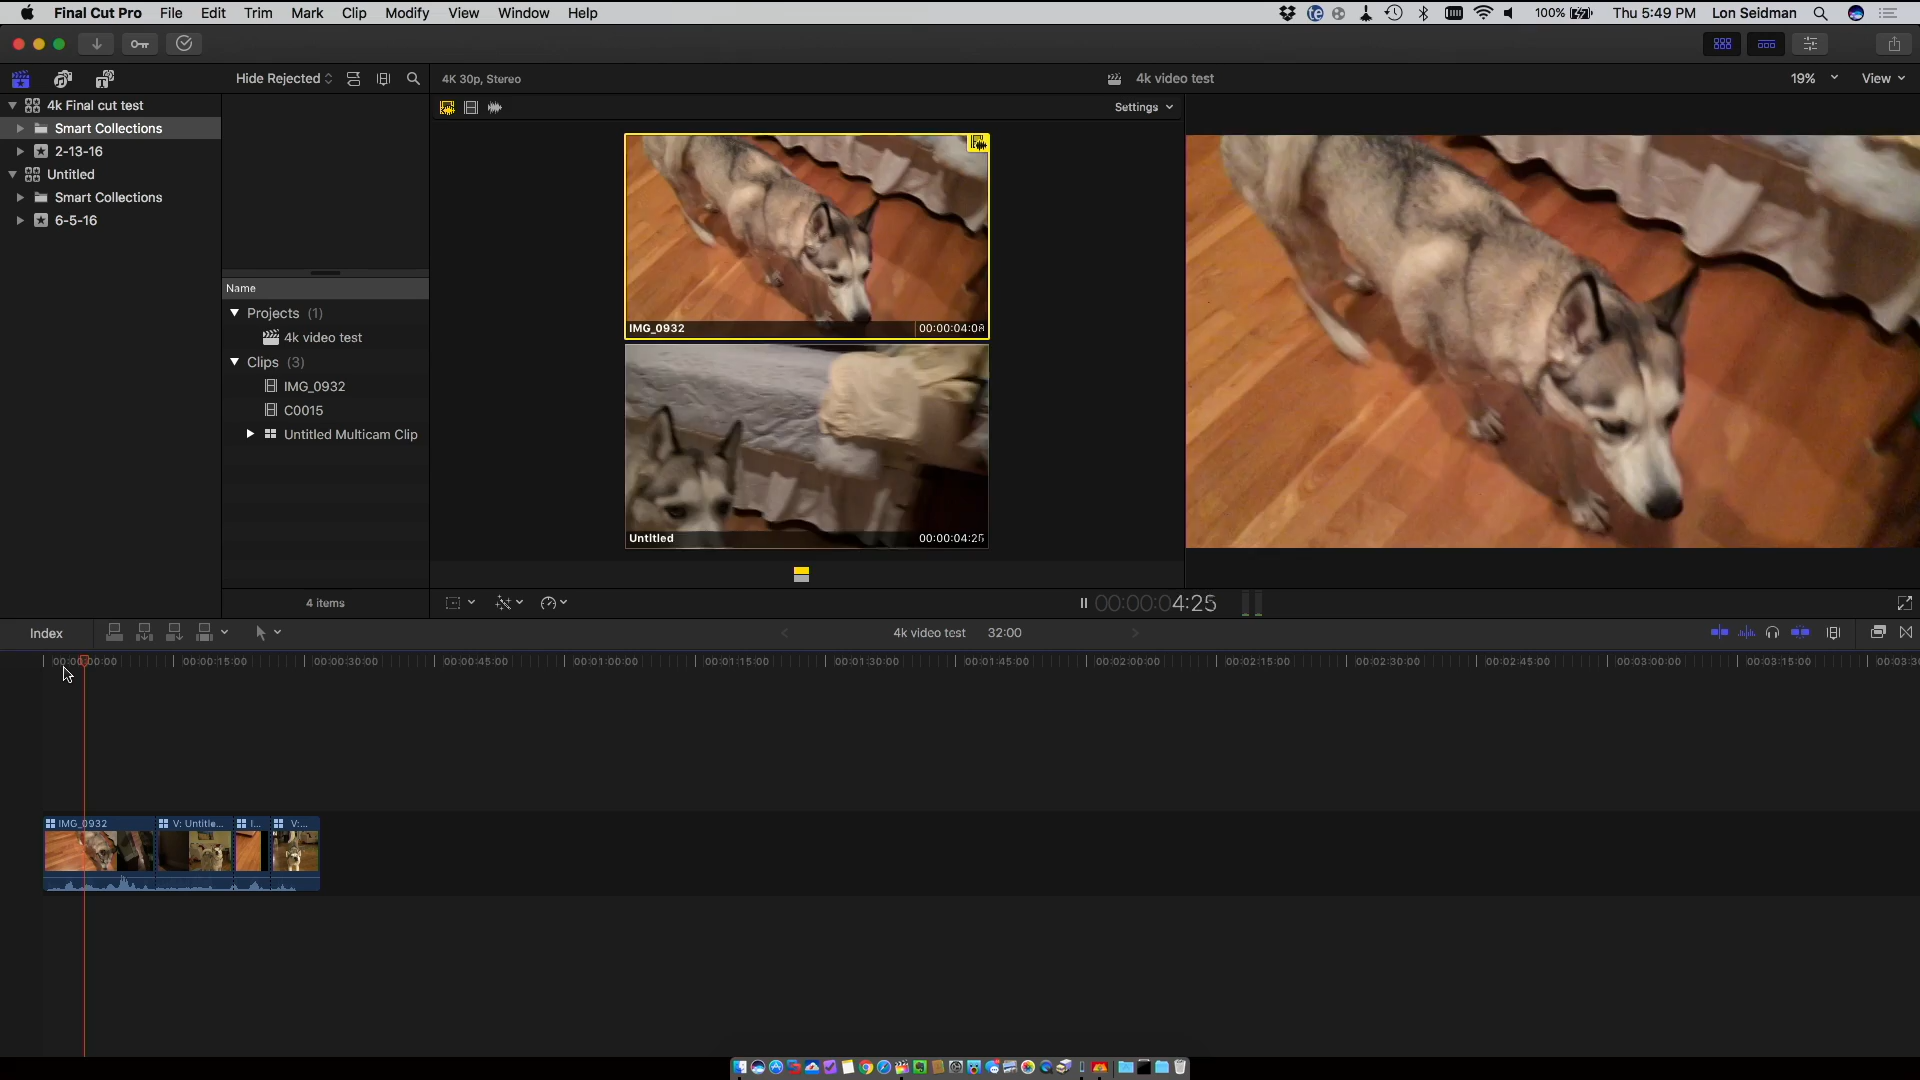 Final Cut Pro File Edit Trim Mark Clip Modify View Window Help 100% Thu 5:49 PM Lon Seidman
Hide Rejected 4K 30p, Stereo 4k video test 19% View
4k Final cut test
Smart Collections
2-13-16
Untitled
Smart Collections
6-5-16
Name
Projects (1)
4k video test
Clips (3)
IMG_0932
C0015
Untitled Multicam Clip
4 items
Settings
IMG_0932
Untitled 00:00:04:25
00:00:04:25
Index 4k video test 32:00
00:00:00:00 00:00:15:00 00:00:30:00 00:00:45:00 00:01:00:00 00:01:15:00 00:01:30:00 00:01:45:00 00:02:00:00 00:02:15:00 00:02:30:00 00:02:45:00 00:03:00:00 00:03:15:00
IMG_0932 V: Untitle... I... V:...